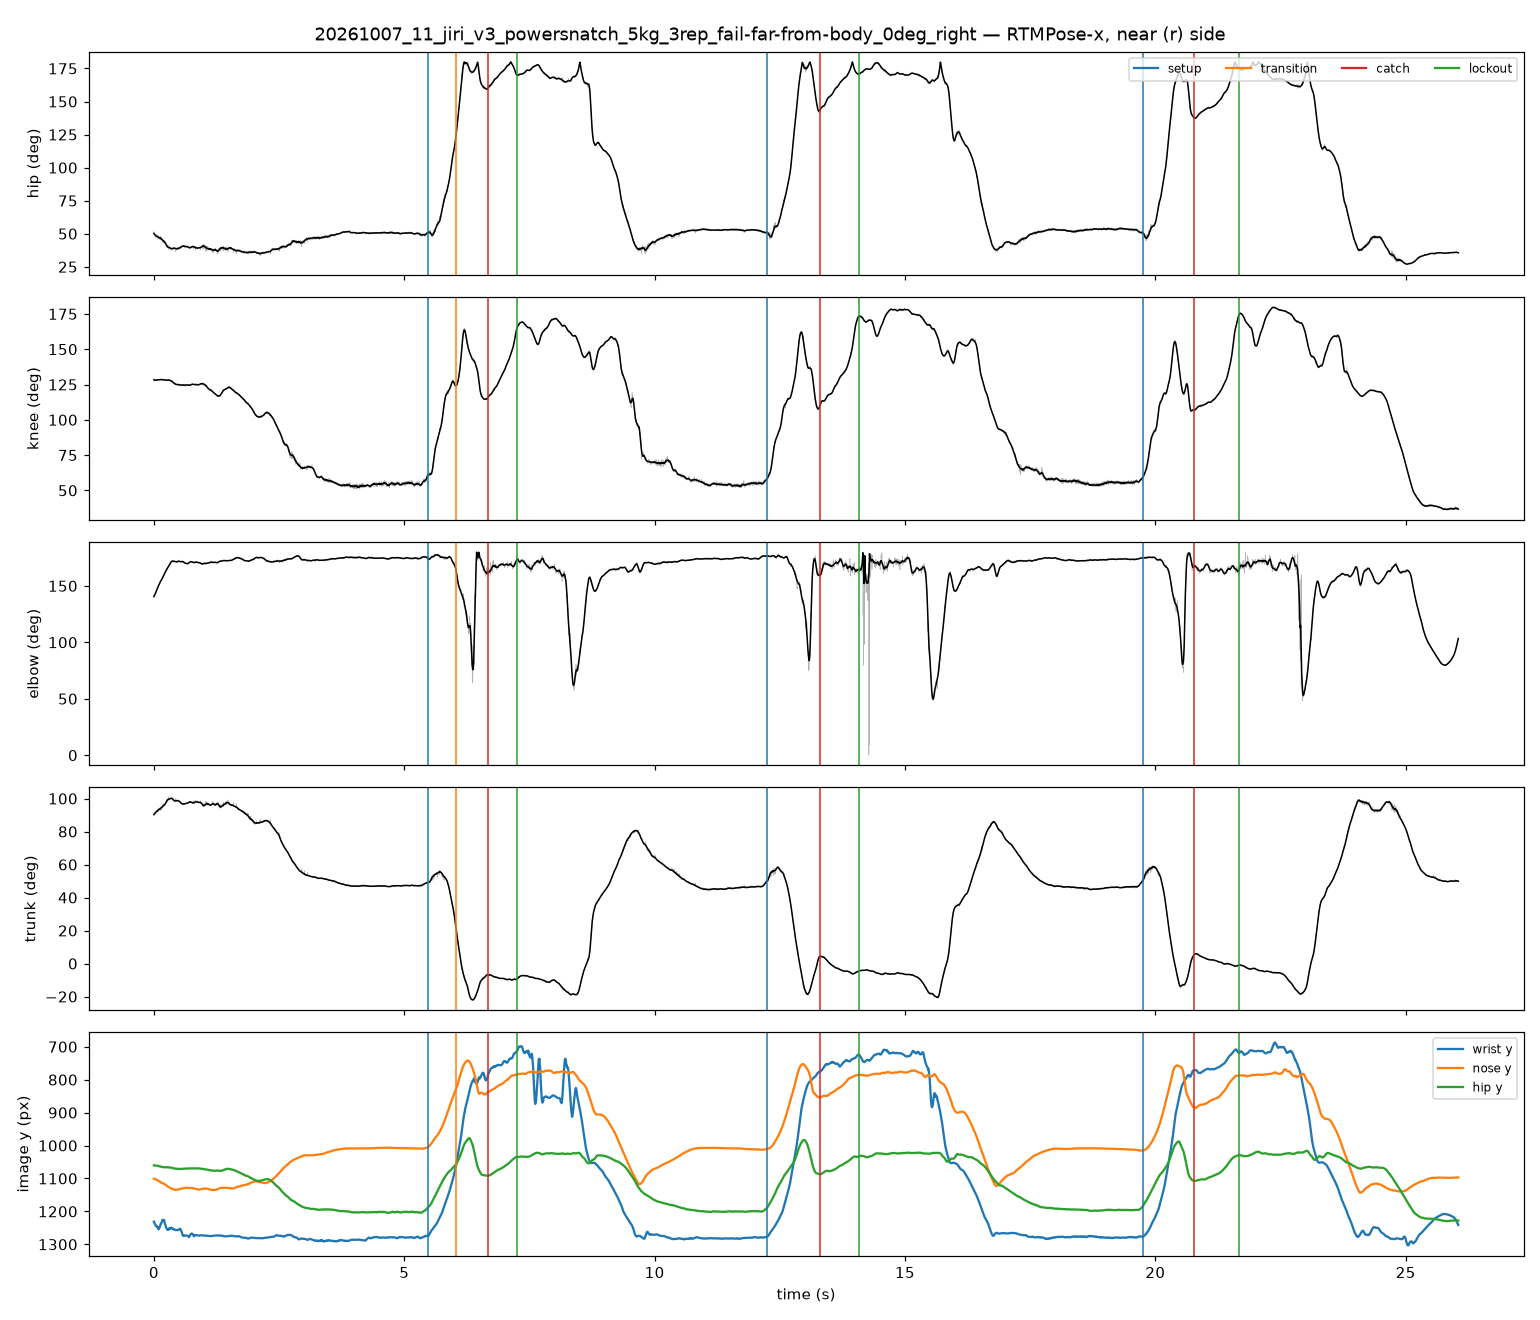 20261007_11_jiri_v3_powersnatch_5kg_3rep_fail-far-from-body_0deg_right — RTMPose-x, near (r) side
setup transition catch lockout
175
150
125
100
75
50
25
hip (deg)
175
150
125
100
75
50
knee (deg)
150
100
50
0
elbow (deg)
100
80
60
40
20
0
−20
trunk (deg)
wrist y
nose y
hip y
700
800
900
1000
1100
1200
1300
image y (px)
0 5 10 15 20 25
time (s)